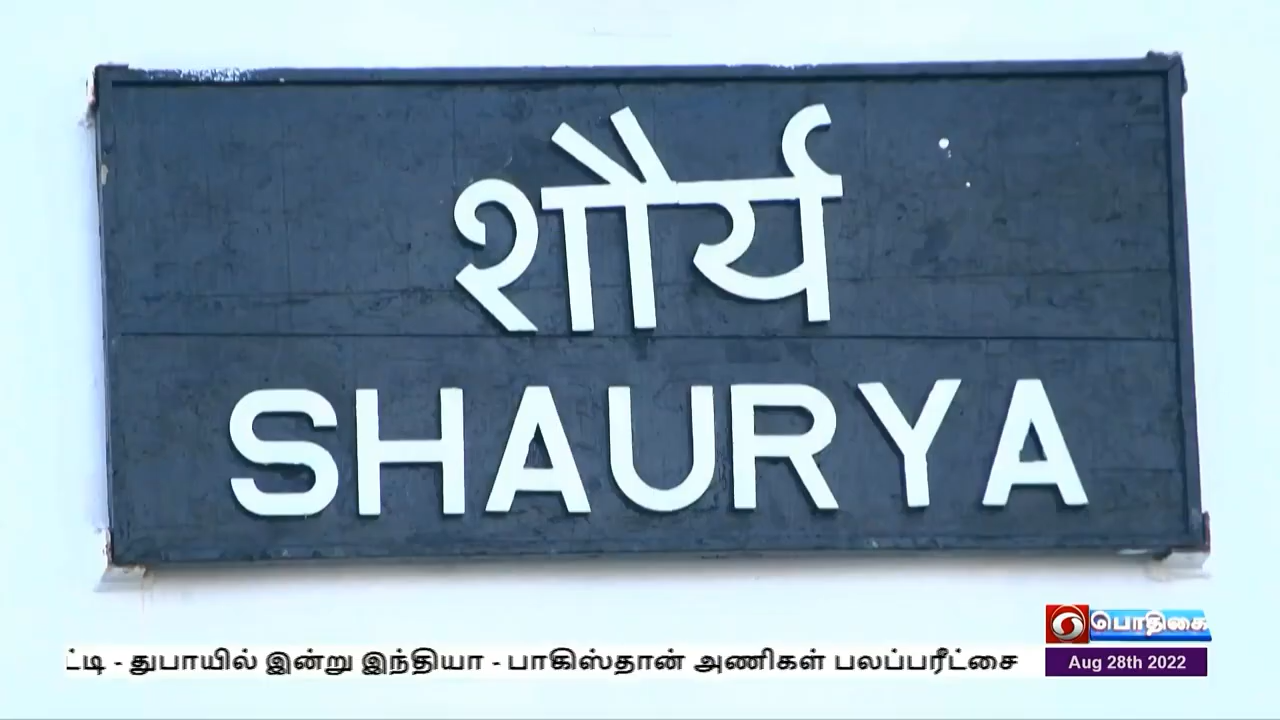 शौर्य
SHAURYA
பொதிகை
ட்டி - துபாயில் இன்று இந்தியா - பாகிஸ்தான் அணிகள் பலப்பரீட்சை
Aug 28th 2022